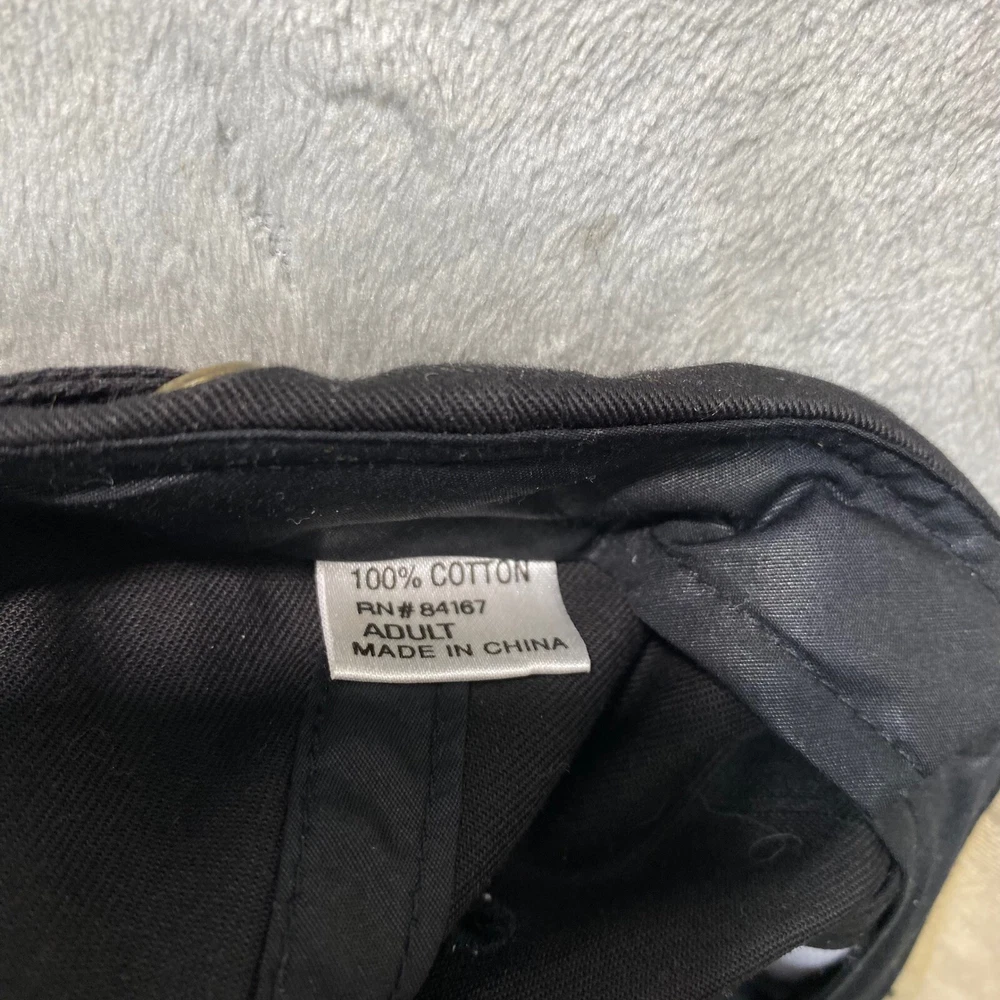 100% COTTON
RN# 84167
ADULT
MADE IN CHINA